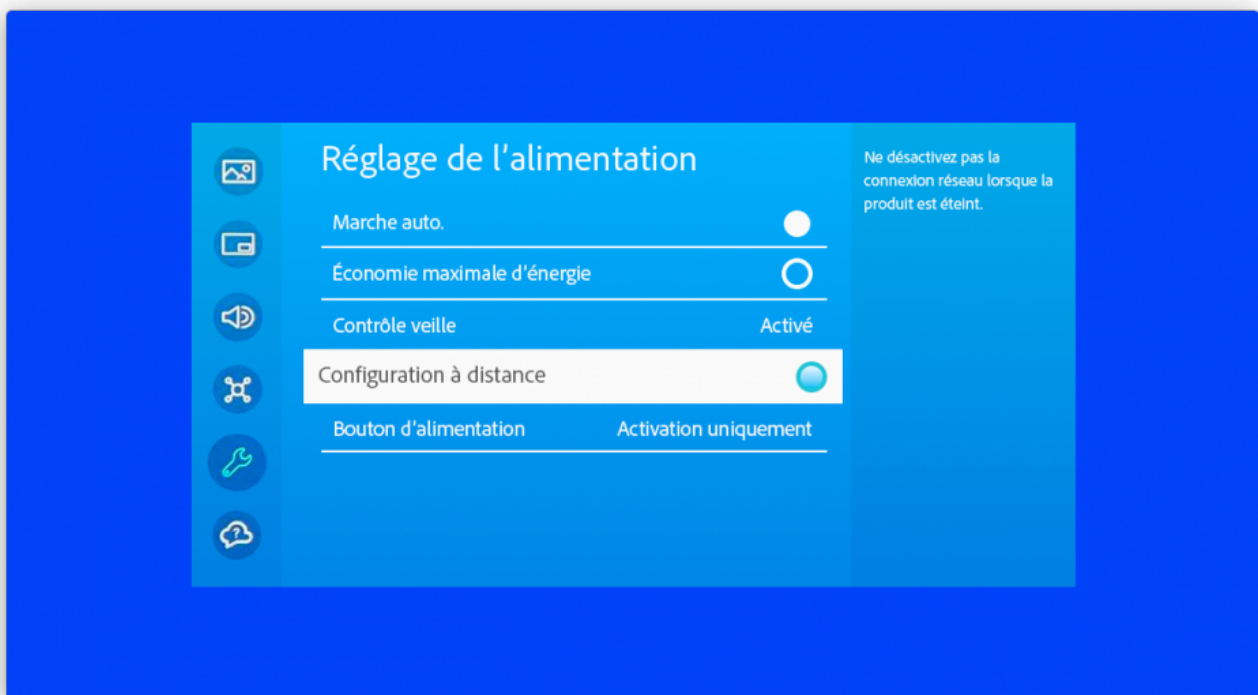 Réglage de l'alimentation
Marche auto.
Économie maximale d'énergie
Contrôle veille Activé
Configuration à distance
Bouton d'alimentation Activation uniquement
Ne désactivez pas la
connexion réseau lorsque la
produit est éteint.
?